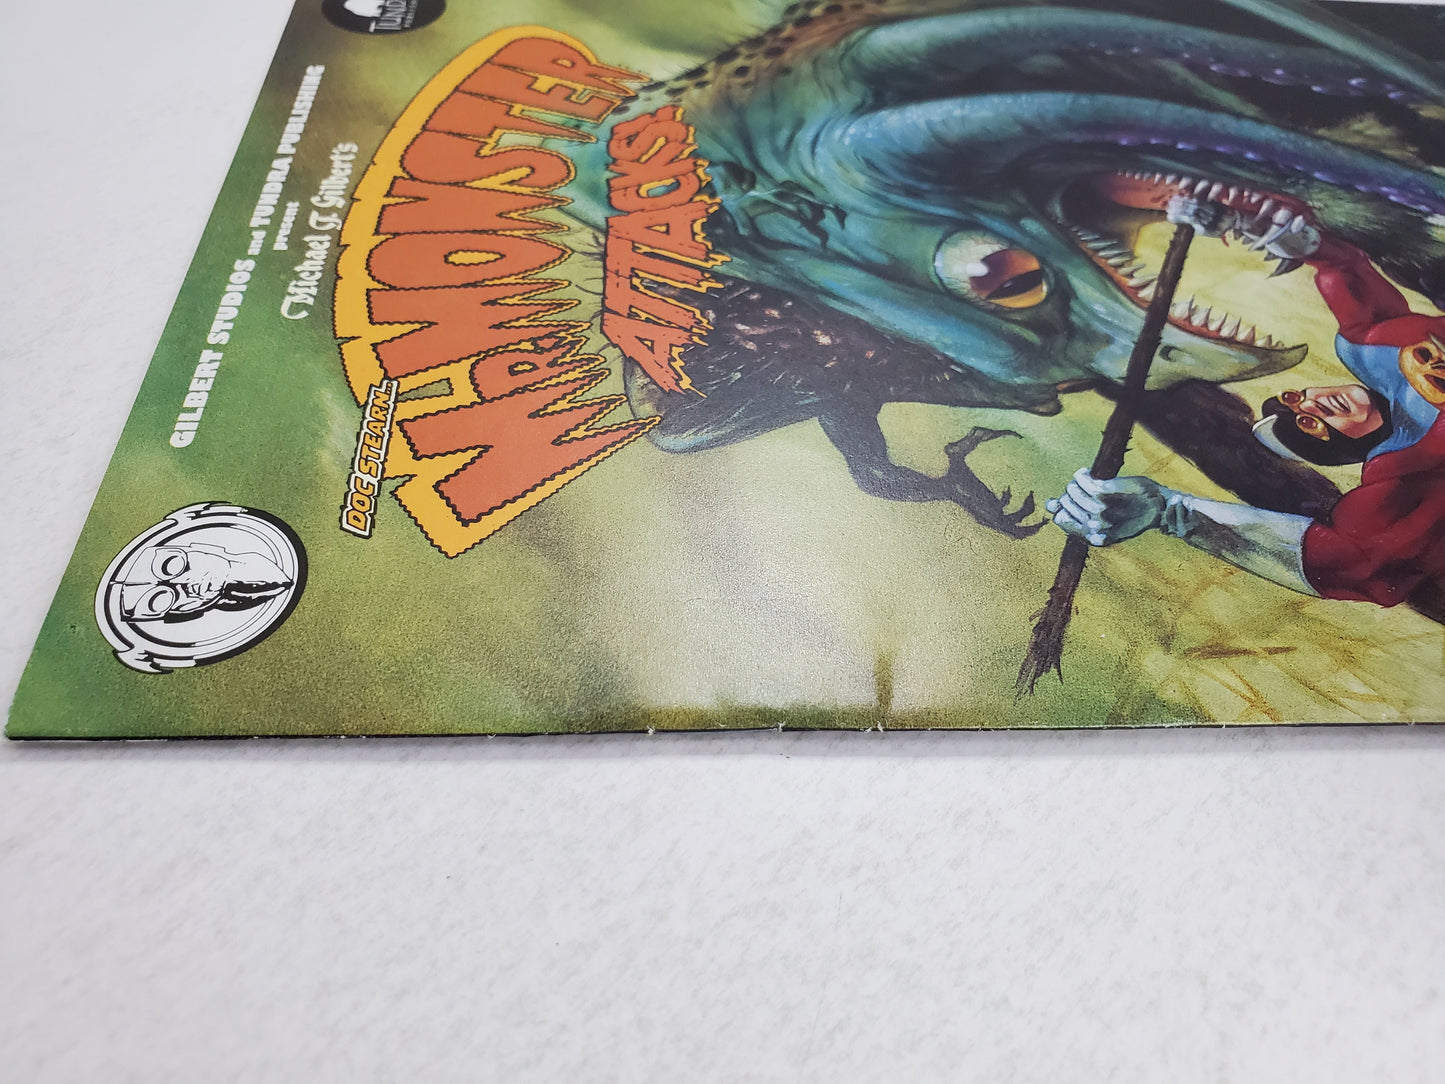 GILBERT STUDIOS and TUNDRA PUBLISHING
present
Michael T. Gilbert's
DOC STEARN...
MR. MONSTER
ATTACKS!